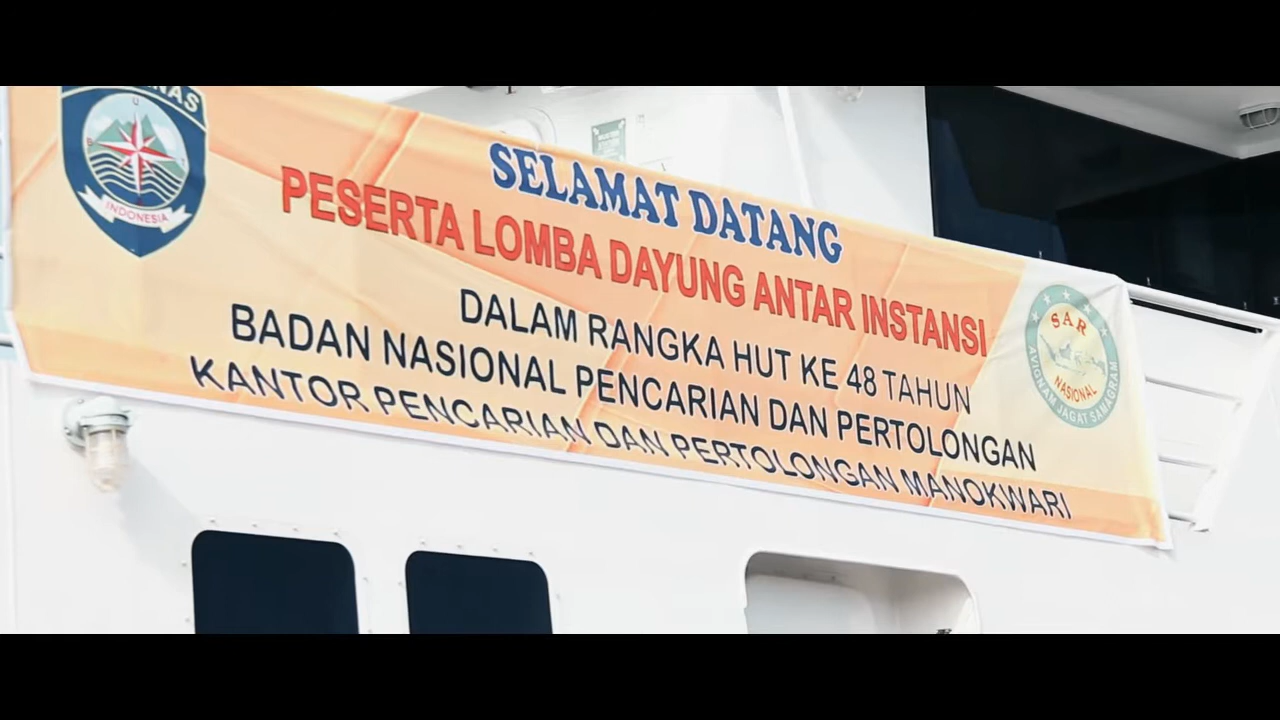 INDONESIA
SELAMAT DATANG
PESERTA LOMBA DAYUNG ANTAR INSTANSI
DALAM RANGKA HUT KE 48 TAHUN
BADAN NASIONAL PENCARIAN DAN PERTOLONGAN
KANTOR PENCARIAN DAN PERTOLONGAN MANOKWARI
SAR
NASIONAL
AVIGNAM JAGAT SAMAGRAM